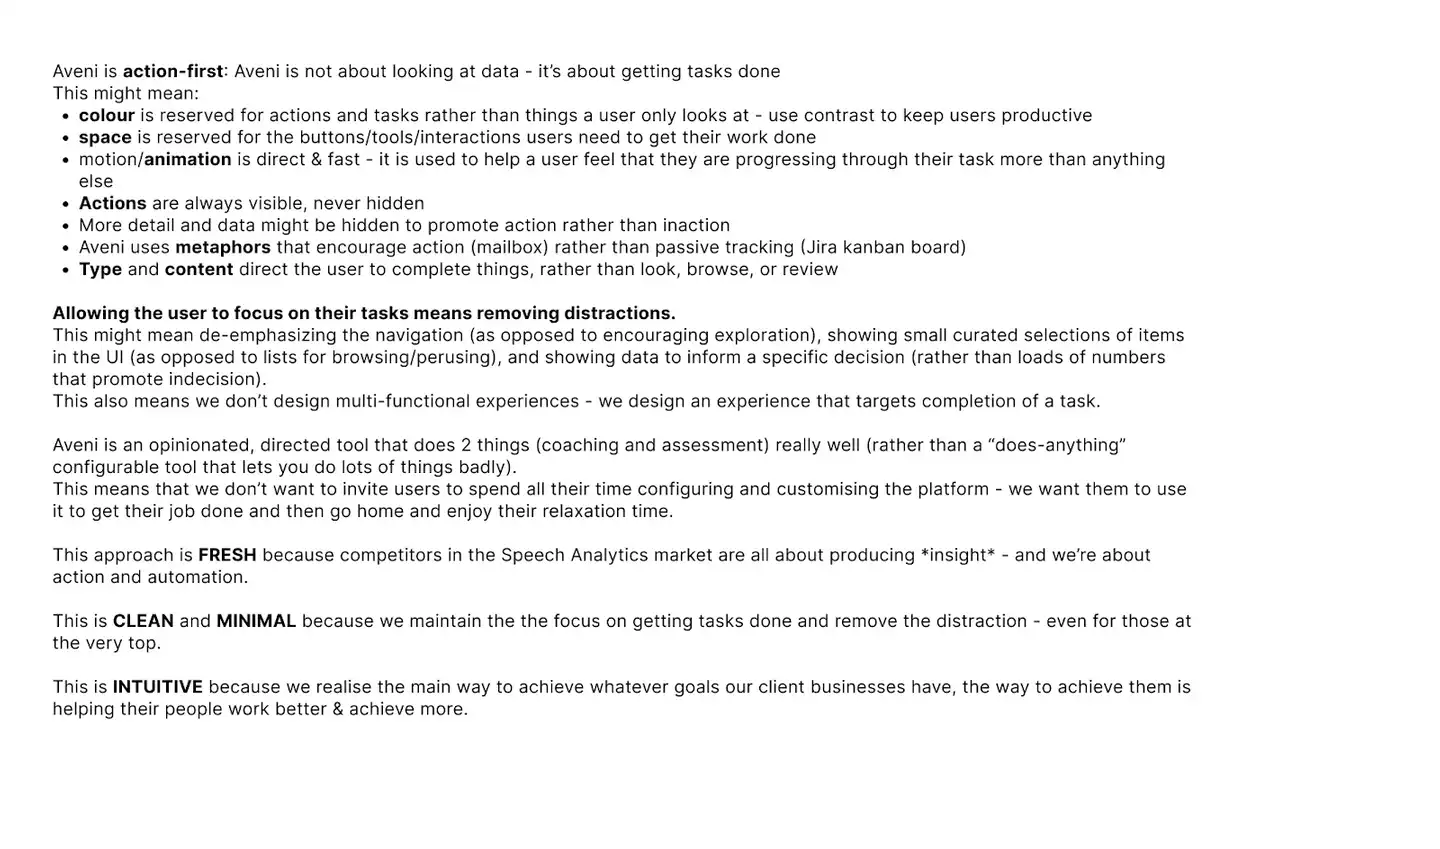 Aveni is action-first: Aveni is not about looking at data - it’s about getting tasks done
This might mean:
• colour is reserved for actions and tasks rather than things a user only looks at - use contrast to keep users productive
• space is reserved for the buttons/tools/interactions users need to get their work done
• motion/animation is direct & fast - it is used to help a user feel that they are progressing through their task more than anything
else
• Actions are always visible, never hidden
• More detail and data might be hidden to promote action rather than inaction
• Aveni uses metaphors that encourage action (mailbox) rather than passive tracking (Jira kanban board)
• Type and content direct the user to complete things, rather than look, browse, or review
Allowing the user to focus on their tasks means removing distractions.
This might mean de-emphasizing the navigation (as opposed to encouraging exploration), showing small curated selections of items
in the UI (as opposed to lists for browsing/perusing), and showing data to inform a specific decision (rather than loads of numbers
that promote indecision).
This also means we don’t design multi-functional experiences - we design an experience that targets completion of a task.
Aveni is an opinionated, directed tool that does 2 things (coaching and assessment) really well (rather than a “does-anything”
configurable tool that lets you do lots of things badly).
This means that we don’t want to invite users to spend all their time configuring and customising the platform - we want them to use
it to get their job done and then go home and enjoy their relaxation time.
This approach is FRESH because competitors in the Speech Analytics market are all about producing *insight* - and we’re about
action and automation.
This is CLEAN and MINIMAL because we maintain the the focus on getting tasks done and remove the distraction - even for those at
the very top.
This is INTUITIVE because we realise the main way to achieve whatever goals our client businesses have, the way to achieve them is
helping their people work better & achieve more.